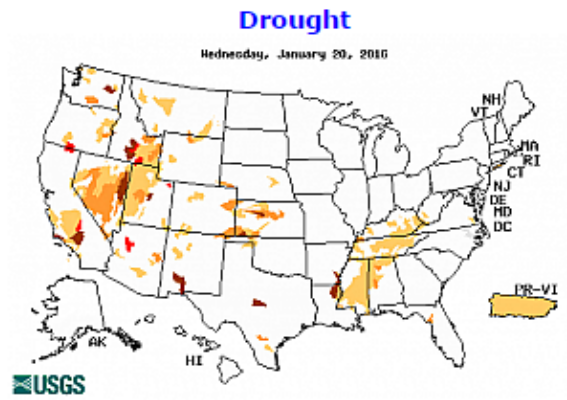 Drought
Wednesday, January 20, 2016
NH
VT
MA
RI
CT
NJ
DE
MD
DC
PR-VI
AK
HI
USGS